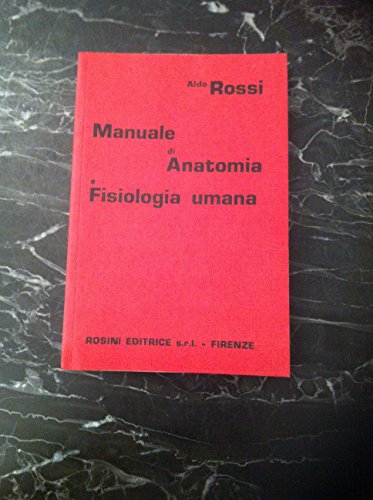 Aldo Rossi
Manuale
di
Anatomia
e
Fisiologia umana
ROSINI EDITRICE s.r.l. - FIRENZE